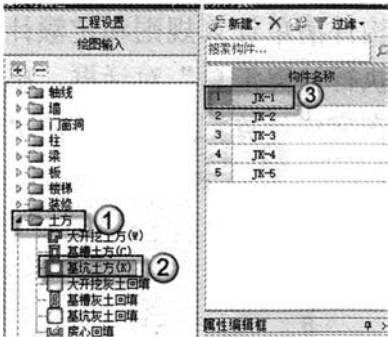 工程设置
绘图输入
轴线
墙
门窗洞
柱
梁
板
楼梯
装修
土方 ①
大开挖土方(W)
基槽土方(C)
基坑土方(K) ②
大开挖灰土回填
基槽灰土回填
基坑灰土回填
房心回填
新建 过滤
搜索构件...
构件名称
1 JK-1 ③
2 JK-2
3 JK-3
4 JK-4
5 JK-5
属性编辑框